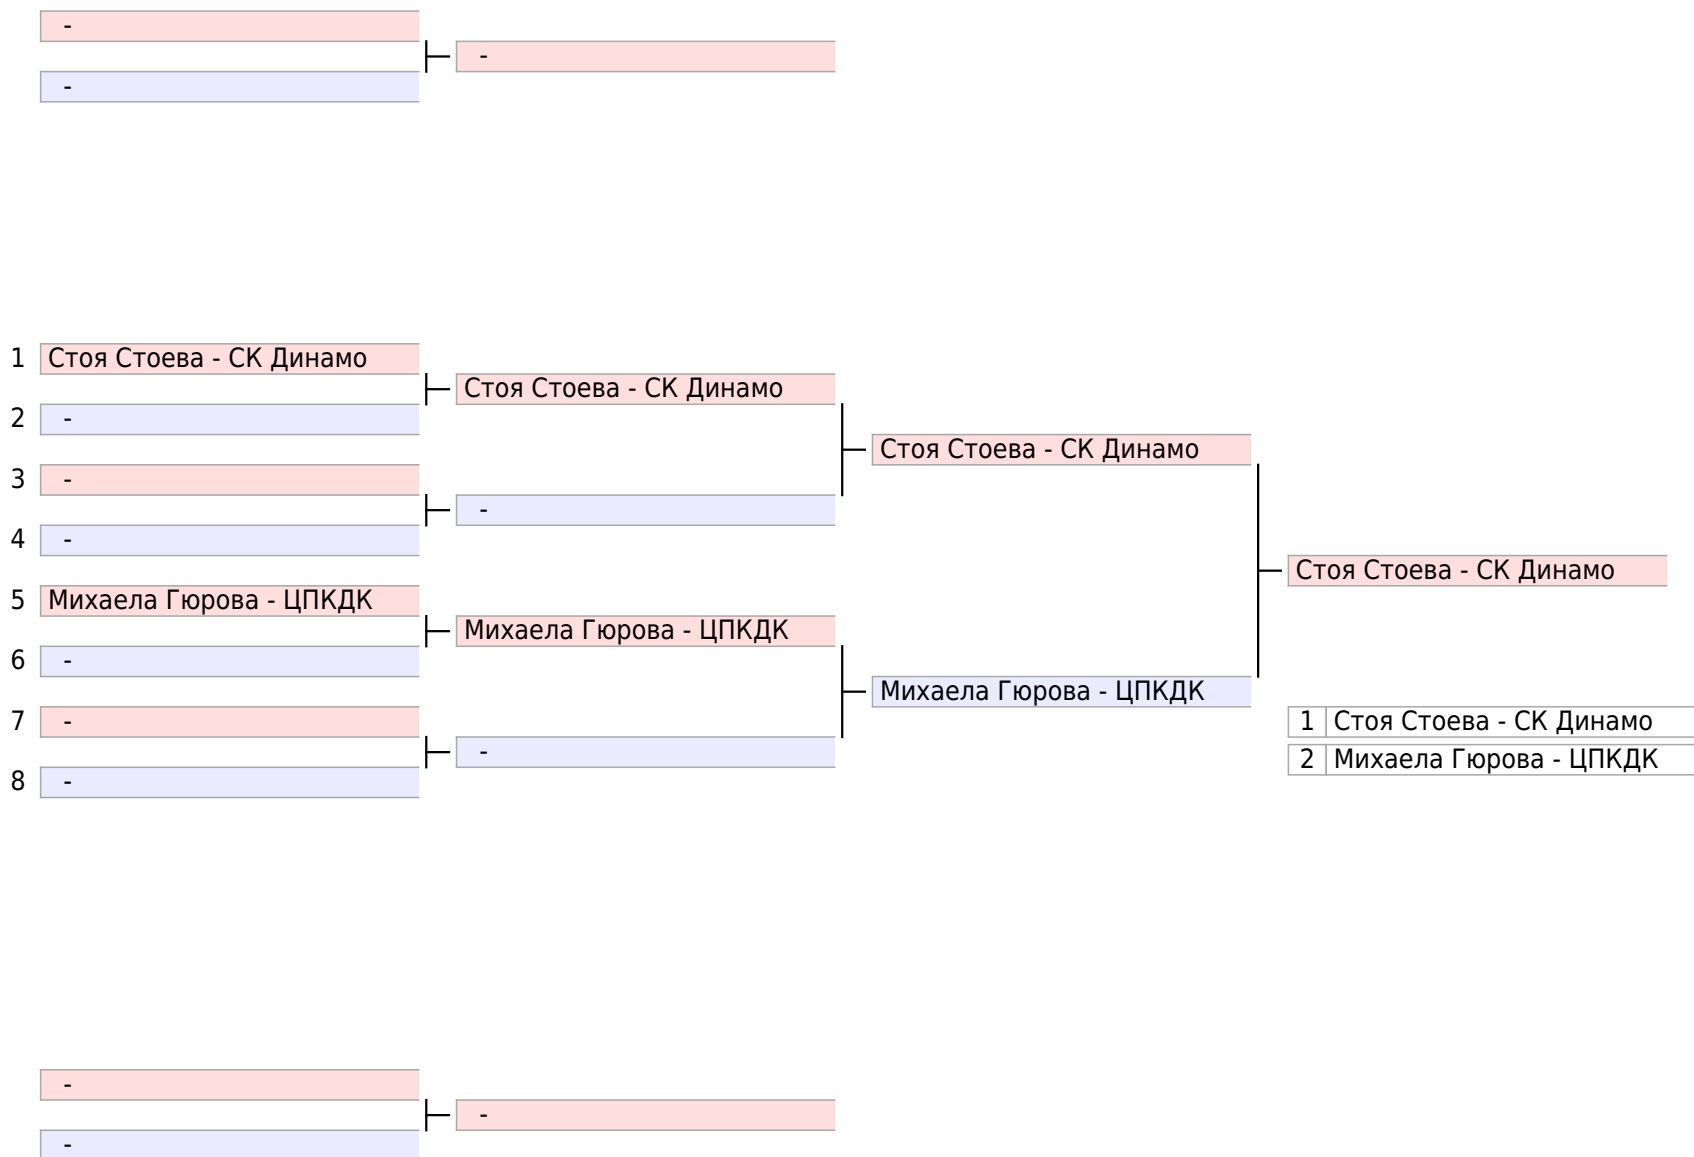 -
-
-
1 Стоя Стоева - СК Динамо
Стоя Стоева - СК Динамо
2 -
Стоя Стоева - СК Динамо
3 -
-
4 -
Стоя Стоева - СК Динамо
5 Михаела Гюрова - ЦПКДК
Михаела Гюрова - ЦПКДК
6 -
Михаела Гюрова - ЦПКДК
7 -
1 Стоя Стоева - СК Динамо
-
2 Михаела Гюрова - ЦПКДК
8 -
-
-
-